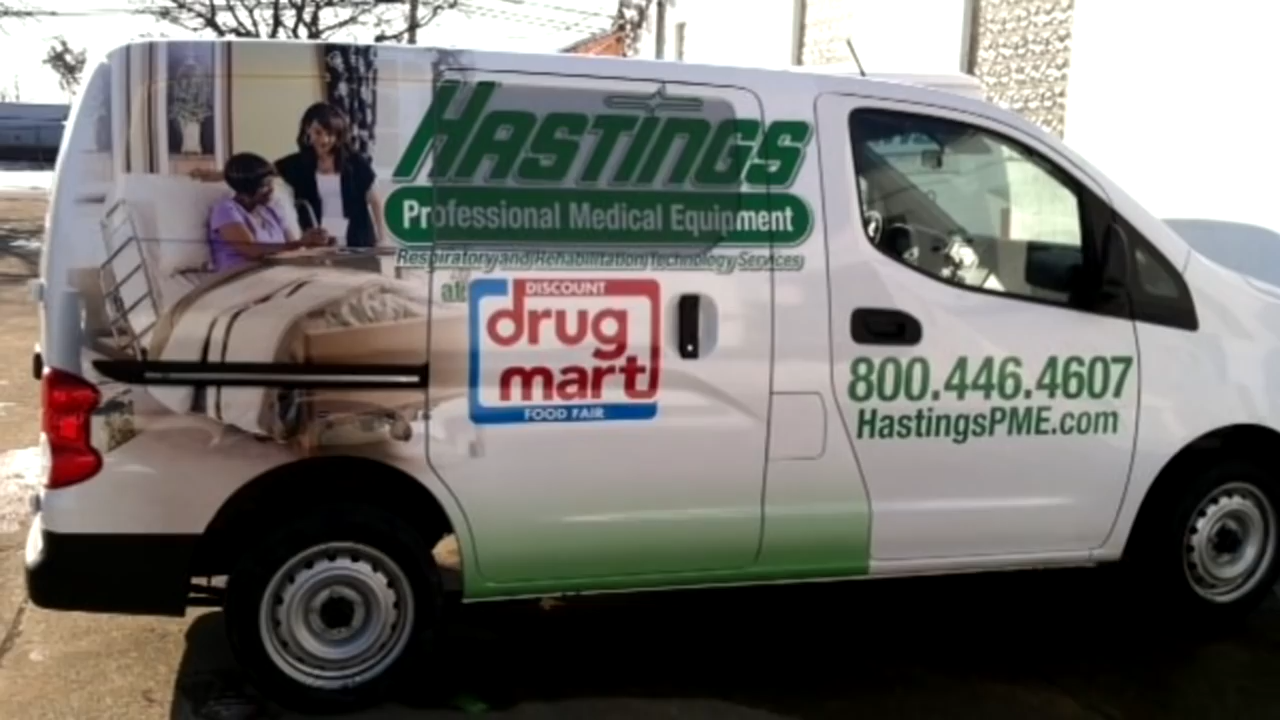 HASTINGS
Professional Medical Equipment
Respiratory and Rehabilitation Technology Services
at
DISCOUNT
drug
mart
FOOD FAIR
800.446.4607
HastingsPME.com